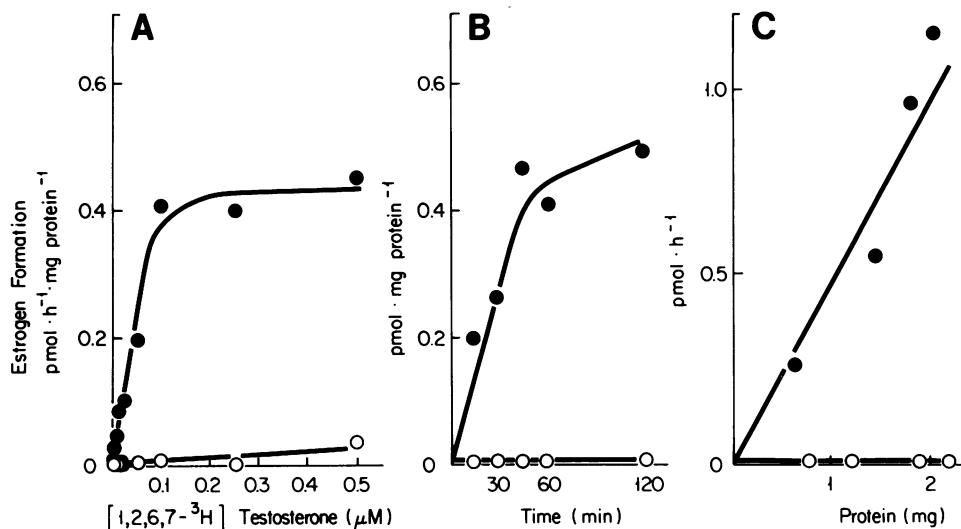 A
B
C
Estrogen Formation
pmol · h⁻¹ · mg protein⁻¹
0.6
0.4
0.2
0
0.1 0.2 0.3 0.4 0.5
[1,2,6,7-³H] Testosterone (μM)
pmol · mg protein⁻¹
0.6
0.4
0.2
0
30 60 120
Time (min)
pmol · h⁻¹
1.0
0.5
0
1 2
Protein (mg)